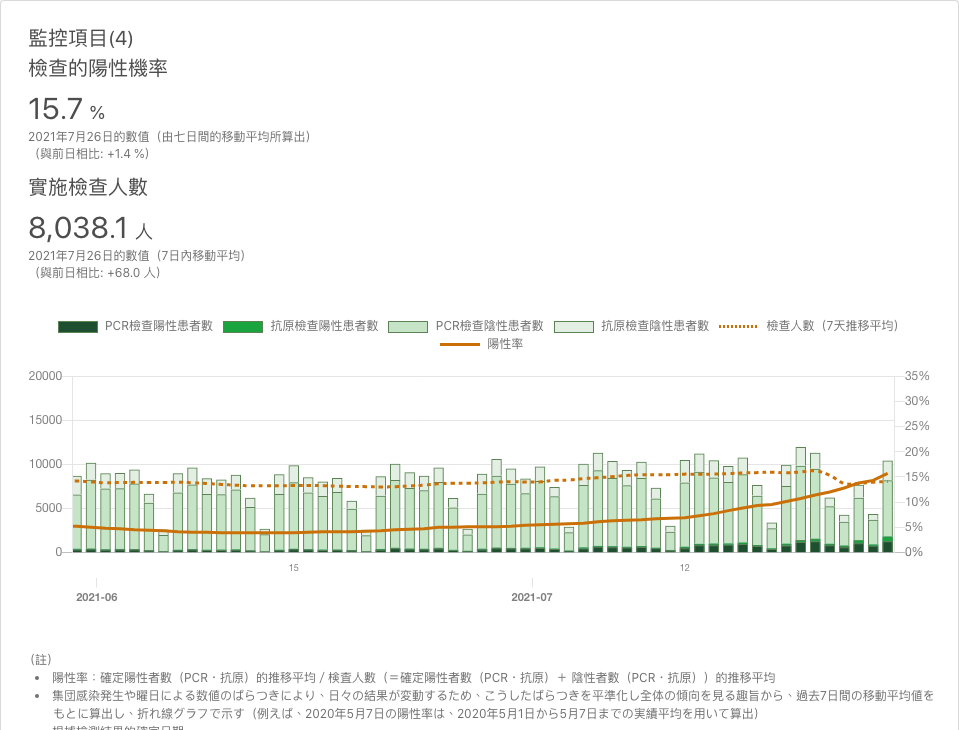 監控項目(4)
檢查的陽性機率
15.7 %
2021年7月26日的數值（由七日間的移動平均所算出）
（與前日相比: +1.4 %）
實施檢查人數
8,038.1 人
2021年7月26日的數值（7日內移動平均）
（與前日相比: +68.0 人）
PCR檢查陽性患者數 抗原檢查陽性患者數 PCR檢查陰性患者數 抗原檢查陰性患者數 檢查人數（7天推移平均）
陽性率
20000 35%
30%
15000 25%
20%
10000 15%
5000 10%
5%
0 0%
15 12
2021-06 2021-07
（註）
• 陽性率：確定陽性者數（PCR・抗原）的推移平均 / 檢查人數（＝確定陽性者數（PCR・抗原）＋ 陰性者數（PCR・抗原））的推移平均
• 集団感染発生や曜日による数値のばらつきにより、日々の結果が変動するため、こうしたばらつきを平準化し全体の傾向を見る趣旨から、過去7日間の移動平均値を
もとに算出し、折れ線グラフで示す（例えば、2020年5月7日の陽性率は、2020年5月1日から5月7日までの実績平均を用いて算出）